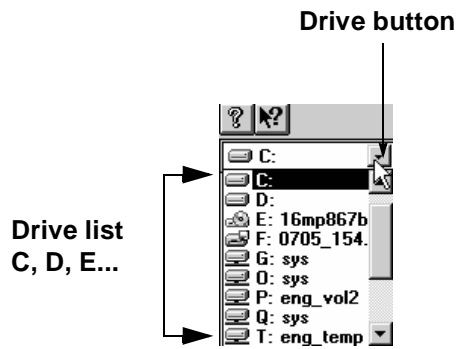 Drive button
? ?
C:
C:
D:
E: 16mp867b
F: 0705_154.
G: sys
O: sys
P: eng_vol2
Q: sys
T: eng_temp
Drive list
C, D, E...